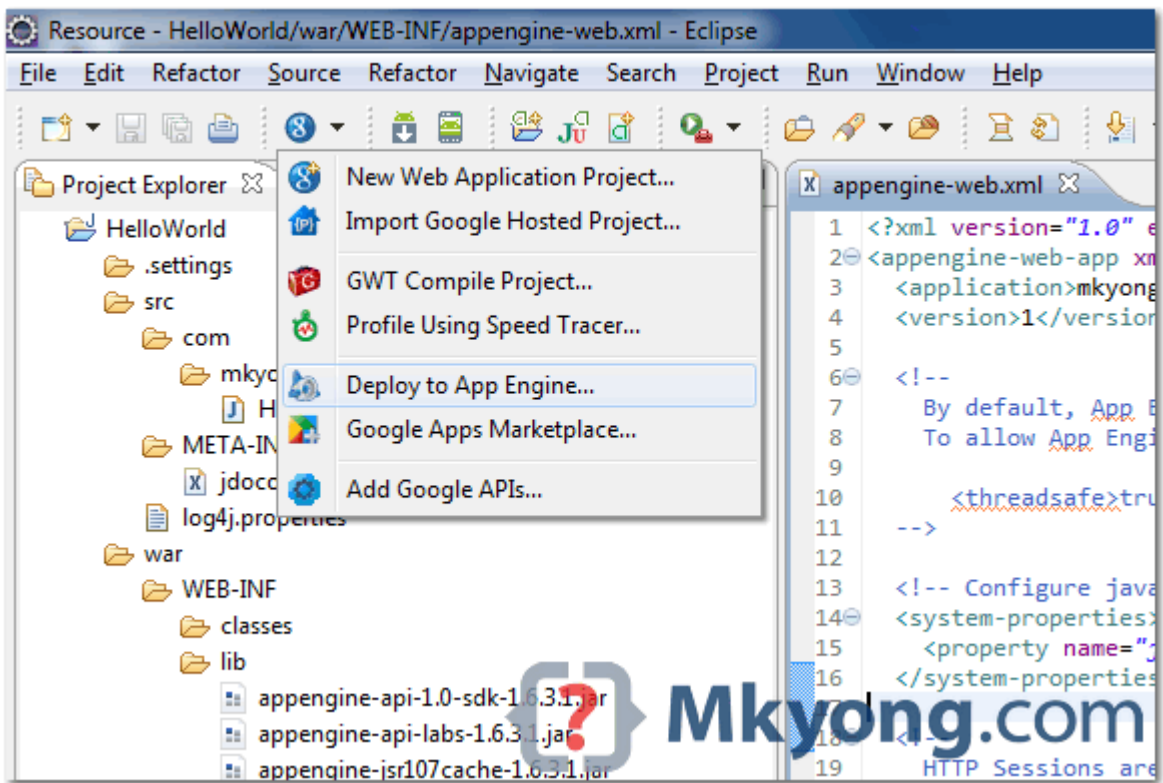 Resource - HelloWorld/war/WEB-INF/appengine-web.xml - Eclipse
File Edit Refactor Source Refactor Navigate Search Project Run Window Help
Project Explorer
HelloWorld
.settings
src
com
mkyo
H
META-IN
jdoco
log4j.properties
war
WEB-INF
classes
lib
appengine-api-1.0-sdk-1.6.3.1.jar
appengine-api-labs-1.6.3.1.jar
appengine-jsr107cache-1.6.3.1.jar
New Web Application Project...
Import Google Hosted Project...
GWT Compile Project...
Profile Using Speed Tracer...
Deploy to App Engine...
Google Apps Marketplace...
Add Google APIs...
appengine-web.xml
1 <?xml version="1.0" e
2 <appengine-web-app xm
3 <application>mkyong
4 <version>1</version
5
6 <!--
7 By default, App E
8 To allow App Engi
9
10 <threadsafe>tru
11 -->
12
13 <!-- Configure java
14 <system-properties>
15 <property name="j
16 </system-properties
18 <!--
19 HTTP Sessions are
Mkyong.com